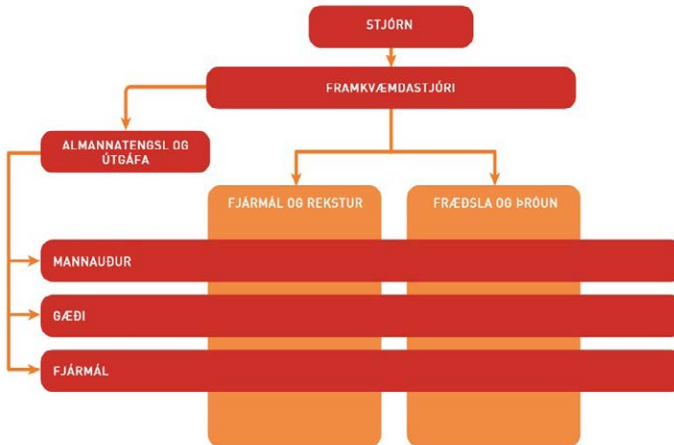 STJÓRN
FRAMKVÆMDASTJÓRI
ALMANNATENGSL OG
ÚTGÁFA
FJÁRMÁL OG REKSTUR
FRÆÐSLA OG ÞRÓUN
MANNAUÐUR
GÆÐI
FJÁRMÁL